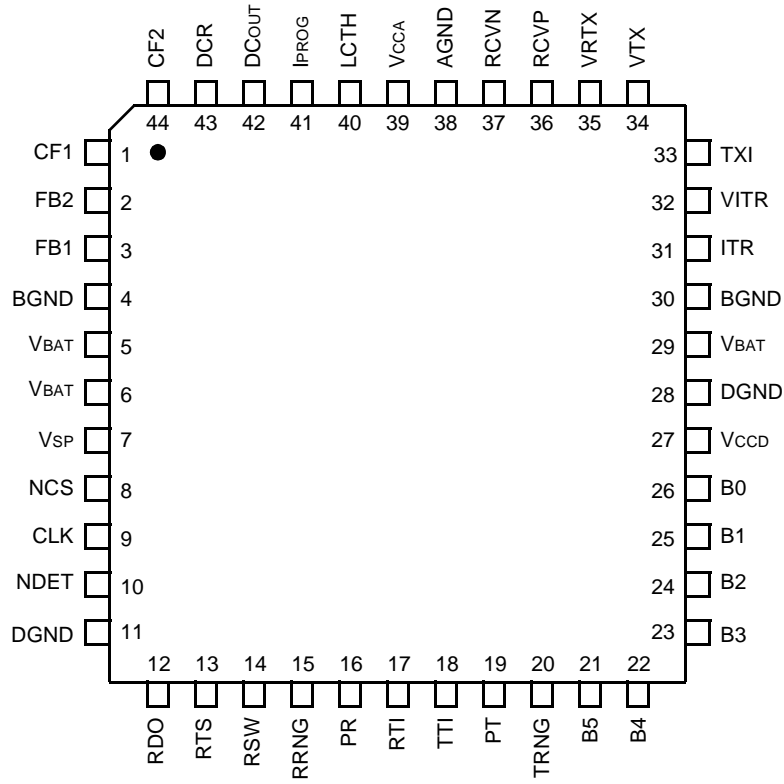 CF2
DCR
DCOUT
IPROG
LCTH
VCCA
AGND
RCVN
RCVP
VRTX
VTX
44 43 42 41 40 39 38 37 36 35 34
CF1 1 33 TXI
FB2 2 32 VITR
FB1 3 31 ITR
BGND 4 30 BGND
VBAT 5 29 VBAT
VBAT 6 28 DGND
VSP 7 27 VCCD
NCS 8 26 B0
CLK 9 25 B1
NDET 10 24 B2
DGND 11 23 B3
12 13 14 15 16 17 18 19 20 21 22
RDO
RTS
RSW
RRNG
PR
RTI
TTI
PT
TRNG
B5
B4